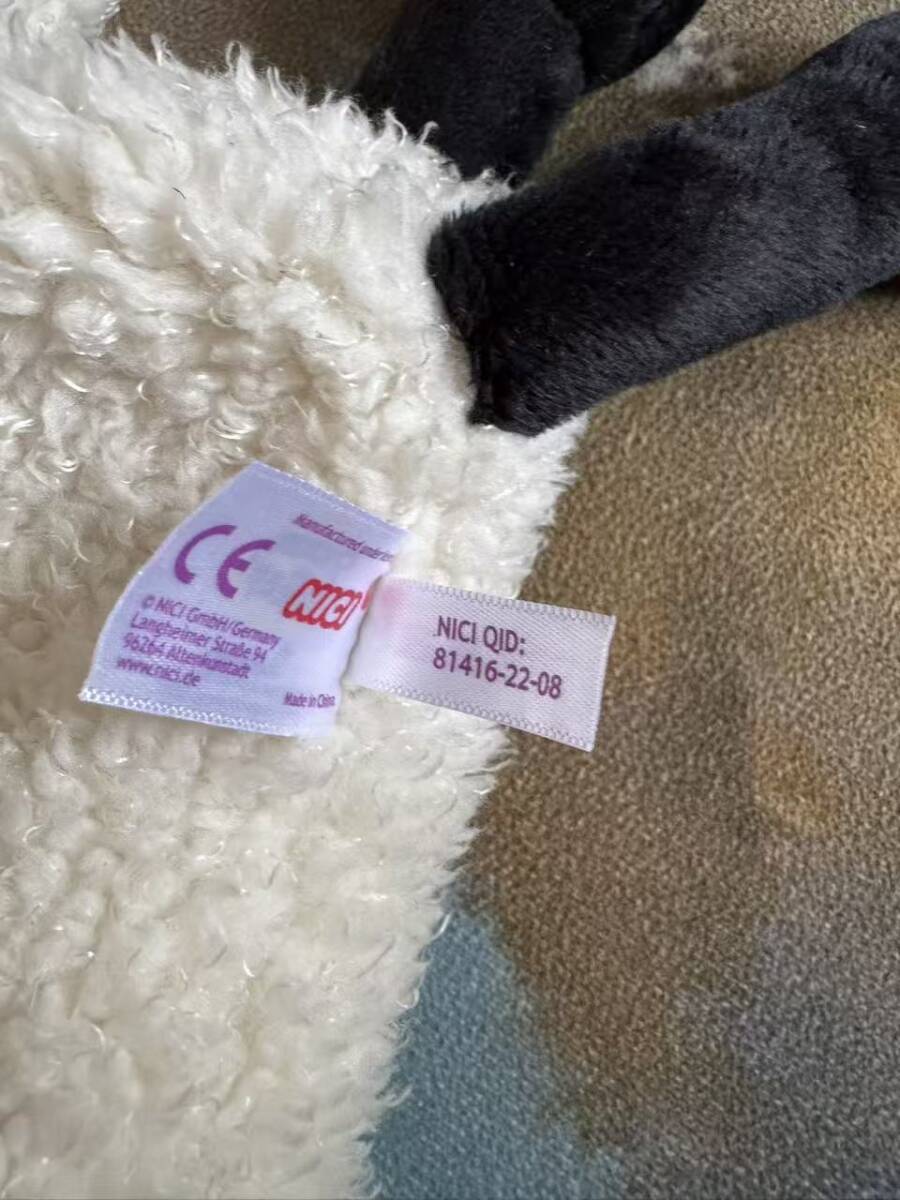 Manufactured under
CE
NICI
© NICI GmbH/Germany
Langheimer Straße 94
96264 Altenkunstadt
www.nici.de
Made in China
NICI QID:
81416-22-08